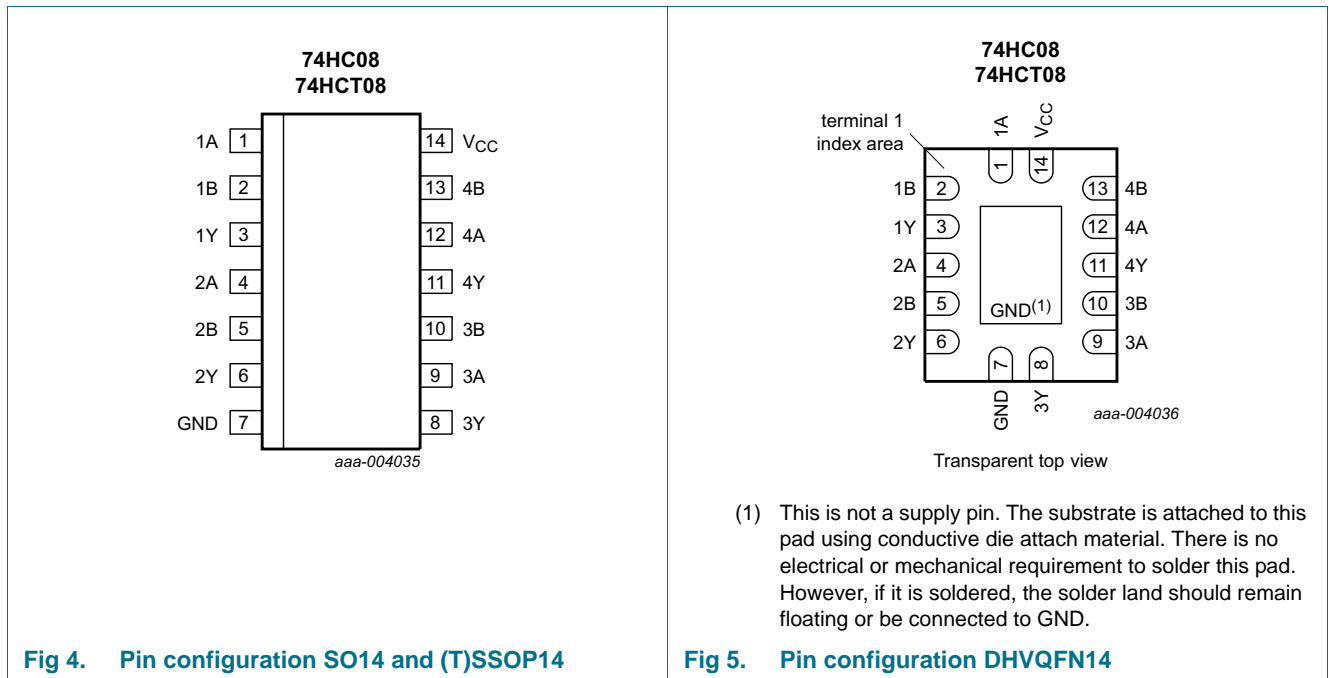 74HC08
74HCT08
1A 1
14 VCC
1B 2
13 4B
1Y 3
12 4A
2A 4
11 4Y
2B 5
10 3B
2Y 6
9 3A
GND 7
8 3Y
aaa-004035
Fig 4. Pin configuration SO14 and (T)SSOP14
74HC08
74HCT08
terminal 1
index area
1A
VCC
1
14
1B 2
13 4B
1Y 3
12 4A
2A 4
11 4Y
2B 5
10 3B
GND(1)
2Y 6
9 3A
7
8
GND
3Y
aaa-004036
Transparent top view
(1) This is not a supply pin. The substrate is attached to this
pad using conductive die attach material. There is no
electrical or mechanical requirement to solder this pad.
However, if it is soldered, the solder land should remain
floating or be connected to GND.
Fig 5. Pin configuration DHVQFN14